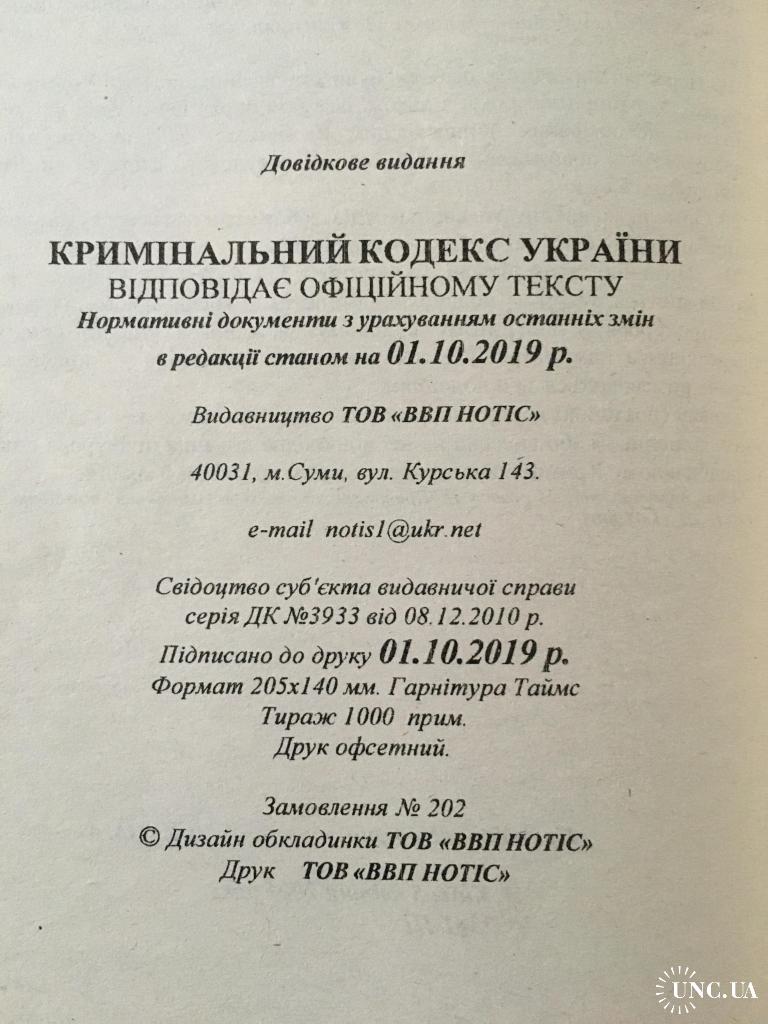 Довідкове видання
КРИМІНАЛЬНИЙ КОДЕКС УКРАЇНИ
ВІДПОВІДАЄ ОФІЦІЙНОМУ ТЕКСТУ
Нормативні документи з урахуванням останніх змін
в редакції станом на 01.10.2019 р.
Видавництво ТОВ «ВВП НОТІС»
40031, м.Суми, вул. Курська 143.
e-mail notis1@ukr.net
Свідоцтво суб'єкта видавничої справи
серія ДК №3933 від 08.12.2010 р.
Підписано до друку 01.10.2019 р.
Формат 205х140 мм. Гарнітура Таймс
Тираж 1000 прим.
Друк офсетний.
Замовлення № 202
© Дизайн обкладинки ТОВ «ВВП НОТІС»
Друк ТОВ «ВВП НОТІС»
UNC.UA